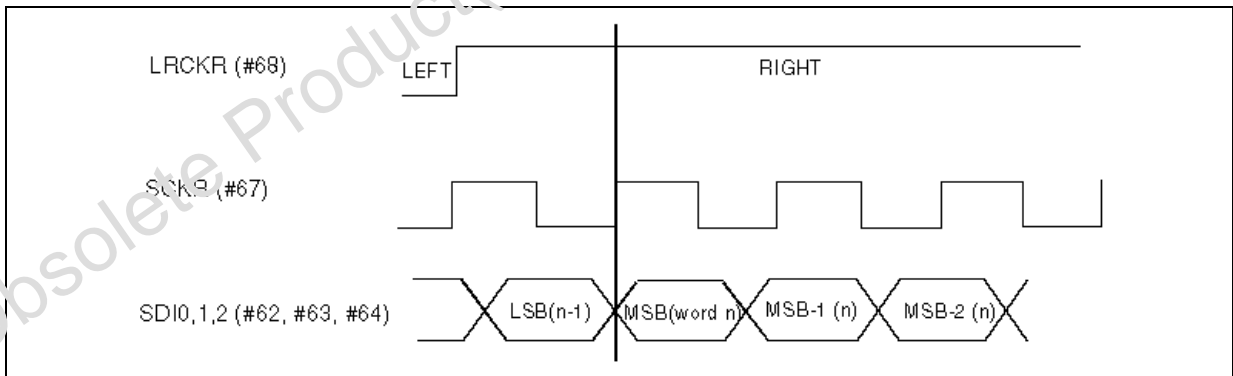 LRCKR (#68)
LEFT
RIGHT
SCKR (#67)
SDI0,1,2 (#62, #63, #64)
LSB(n-1)
MSB(word n)
MSB-1 (n)
MSB-2 (n)
Obsolete Product(